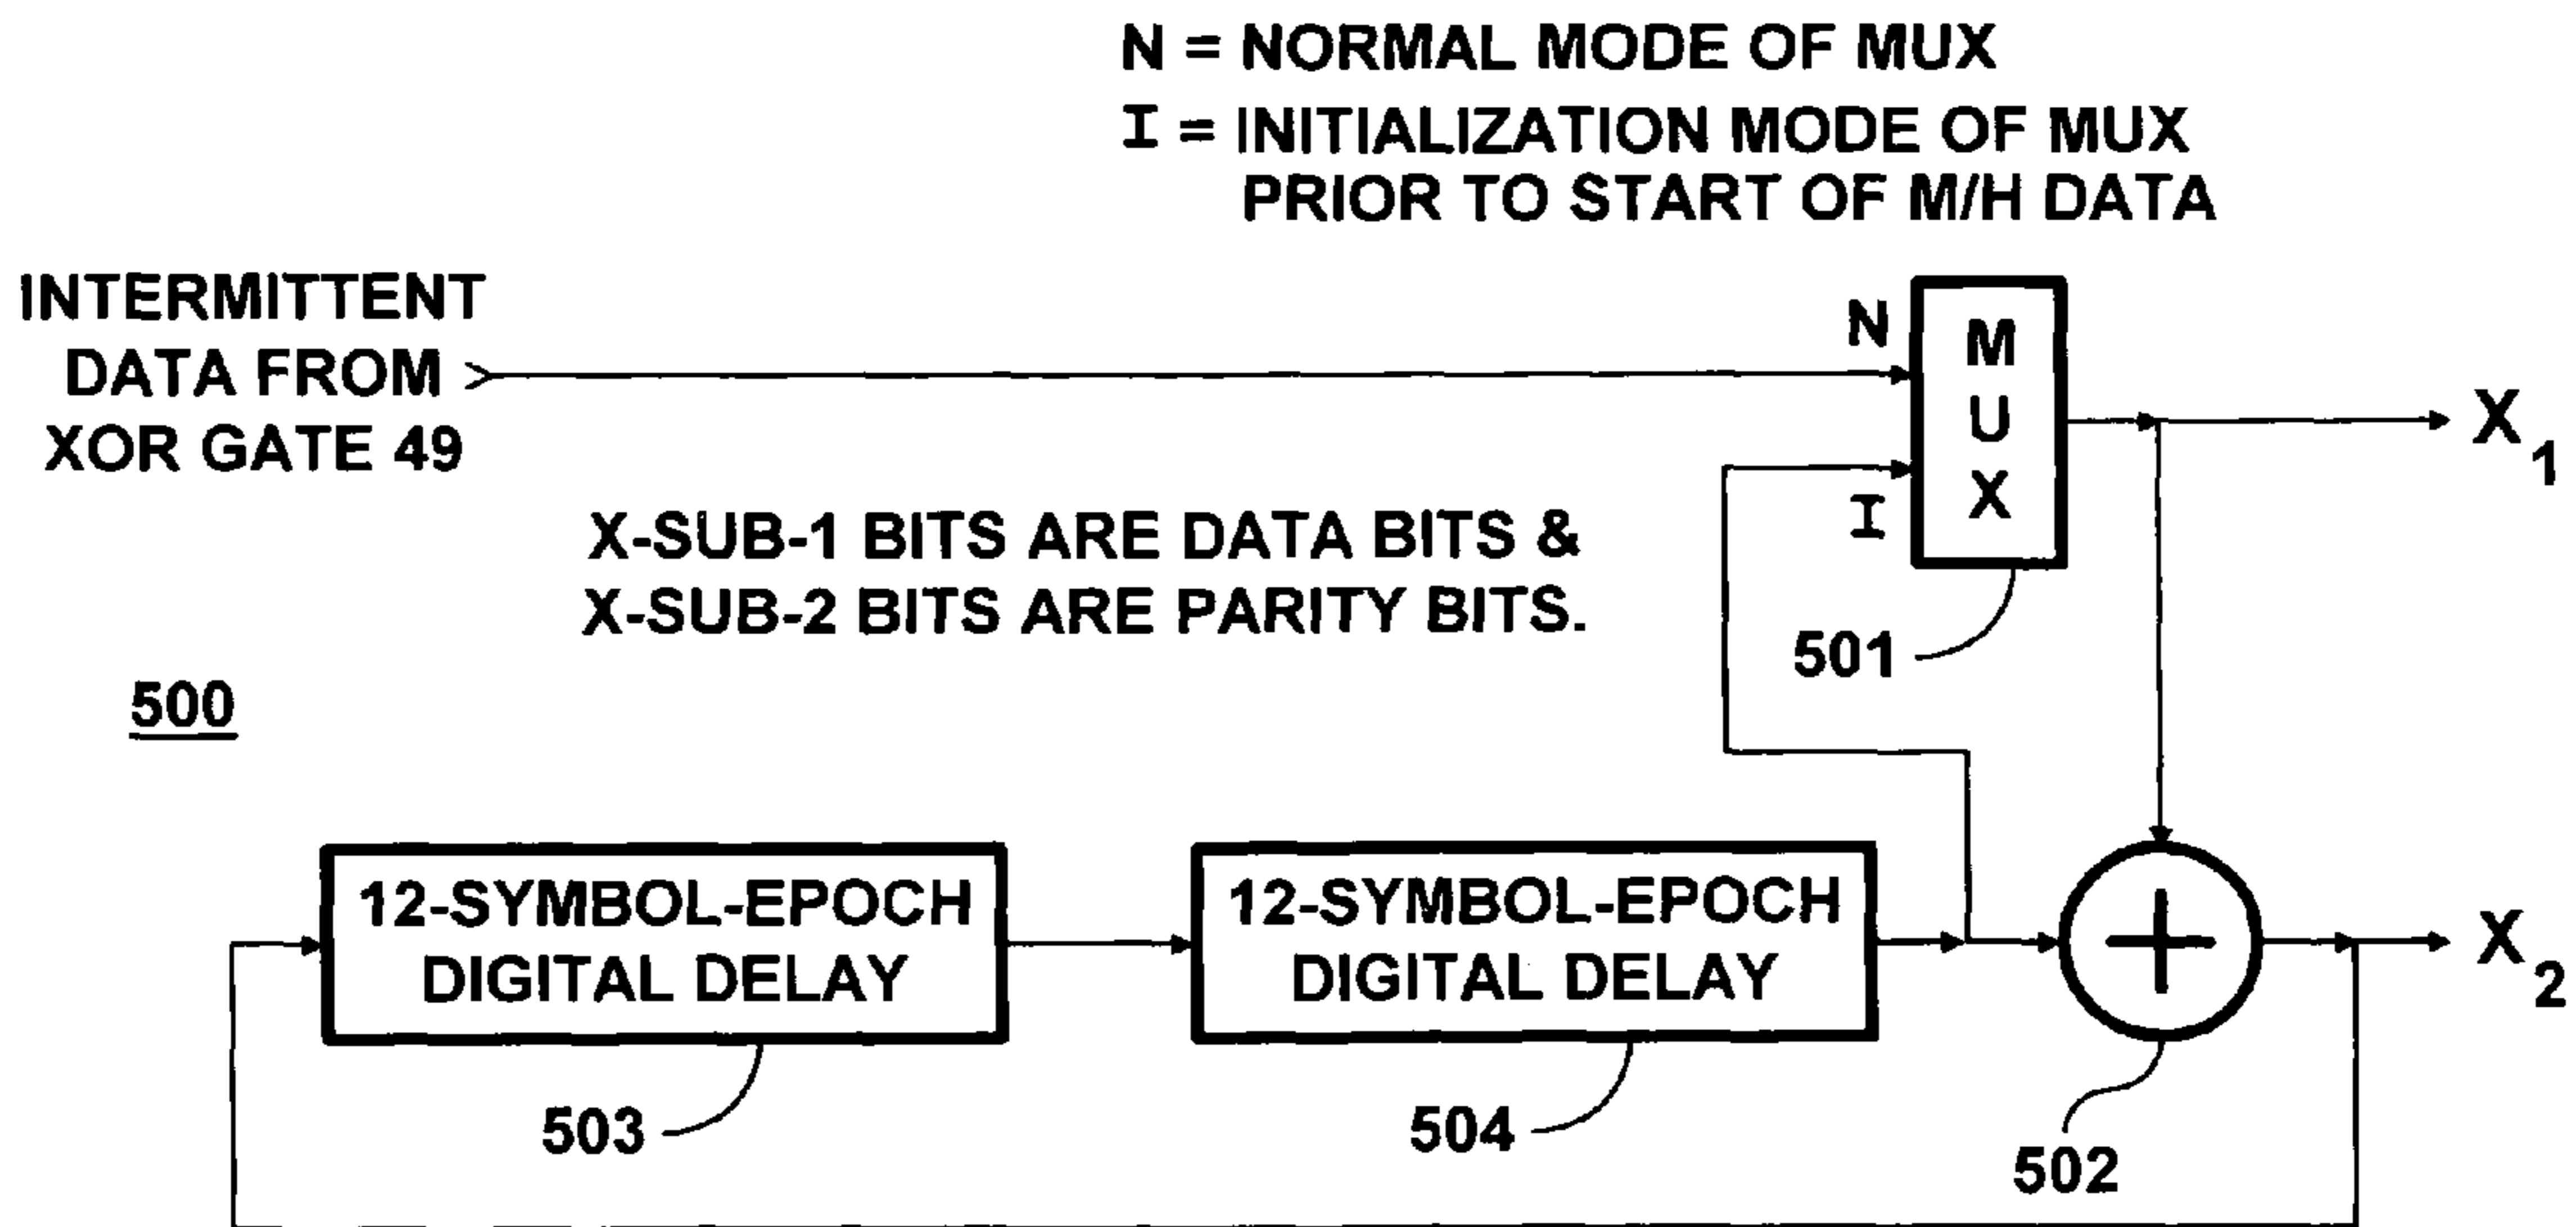 N = NORMAL MODE OF MUX
I = INITIALIZATION MODE OF MUX
PRIOR TO START OF M/H DATA
INTERMITTENT
DATA FROM
XOR GATE 49
N
I
M
U
X
X1
X-SUB-1 BITS ARE DATA BITS &
X-SUB-2 BITS ARE PARITY BITS.
501
500
12-SYMBOL-EPOCH
DIGITAL DELAY
12-SYMBOL-EPOCH
DIGITAL DELAY
+
X2
503
504
502